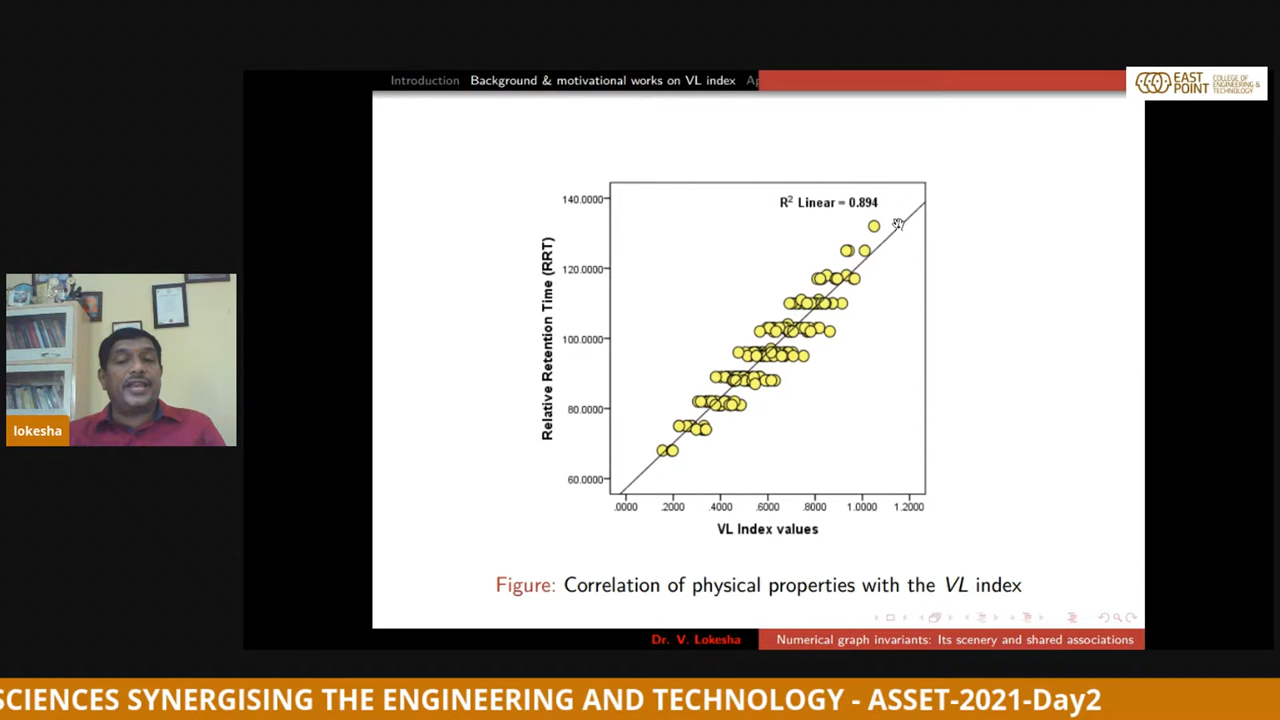 Introduction Background & motivational works on VL index Ap
EAST POINT COLLEGE OF ENGINEERING & TECHNOLOGY
R² Linear = 0.894
140.0000
120.0000
100.0000
80.0000
60.0000
Relative Retention Time (RRT)
.0000 .2000 .4000 .6000 .8000 1.0000 1.2000
VL Index values
Figure: Correlation of physical properties with the VL index
lokesha
Dr. V. Lokesha Numerical graph invariants: Its scenery and shared associations
SCIENCES SYNERGISING THE ENGINEERING AND TECHNOLOGY - ASSET-2021-Day2